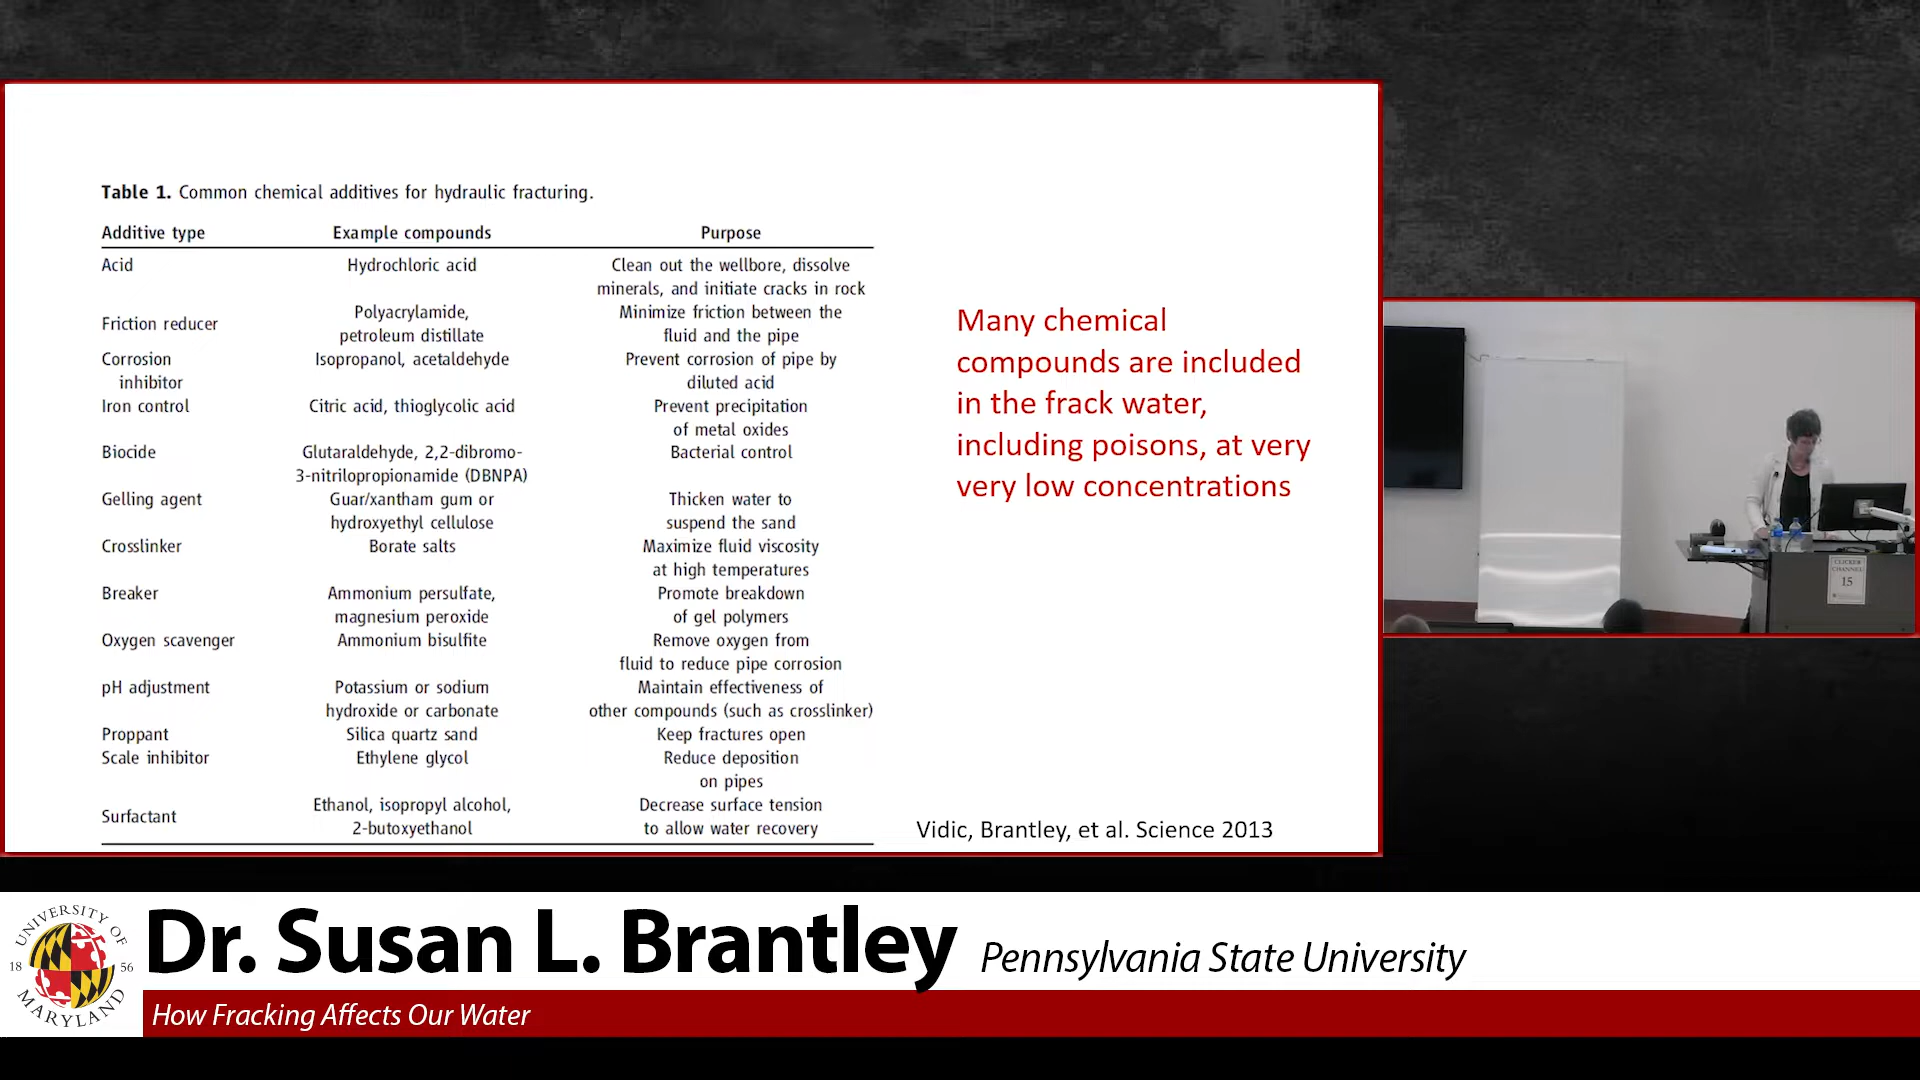 Table 1. Common chemical additives for hydraulic fracturing.
Additive type Example compounds Purpose
Acid Hydrochloric acid Clean out the wellbore, dissolve
minerals, and initiate cracks in rock
Friction reducer Polyacrylamide, Minimize friction between the
petroleum distillate fluid and the pipe
Corrosion Isopropanol, acetaldehyde Prevent corrosion of pipe by
inhibitor diluted acid
Iron control Citric acid, thioglycolic acid Prevent precipitation
of metal oxides
Biocide Glutaraldehyde, 2,2-dibromo- Bacterial control
3-nitrilopropionamide (DBNPA)
Gelling agent Guar/xantham gum or Thicken water to
hydroxyethyl cellulose suspend the sand
Crosslinker Borate salts Maximize fluid viscosity
at high temperatures
Breaker Ammonium persulfate, Promote breakdown
magnesium peroxide of gel polymers
Oxygen scavenger Ammonium bisulfite Remove oxygen from
fluid to reduce pipe corrosion
pH adjustment Potassium or sodium Maintain effectiveness of
hydroxide or carbonate other compounds (such as crosslinker)
Proppant Silica quartz sand Keep fractures open
Scale inhibitor Ethylene glycol Reduce deposition
on pipes
Surfactant Ethanol, isopropyl alcohol, Decrease surface tension
2-butoxyethanol to allow water recovery
Many chemical
compounds are included
in the frack water,
including poisons, at very
very low concentrations
Vidic, Brantley, et al. Science 2013
CLICKER
CHANNEL
15
UNIVERSITY OF
18 56
MARYLAND
Dr. Susan L. Brantley Pennsylvania State University
How Fracking Affects Our Water